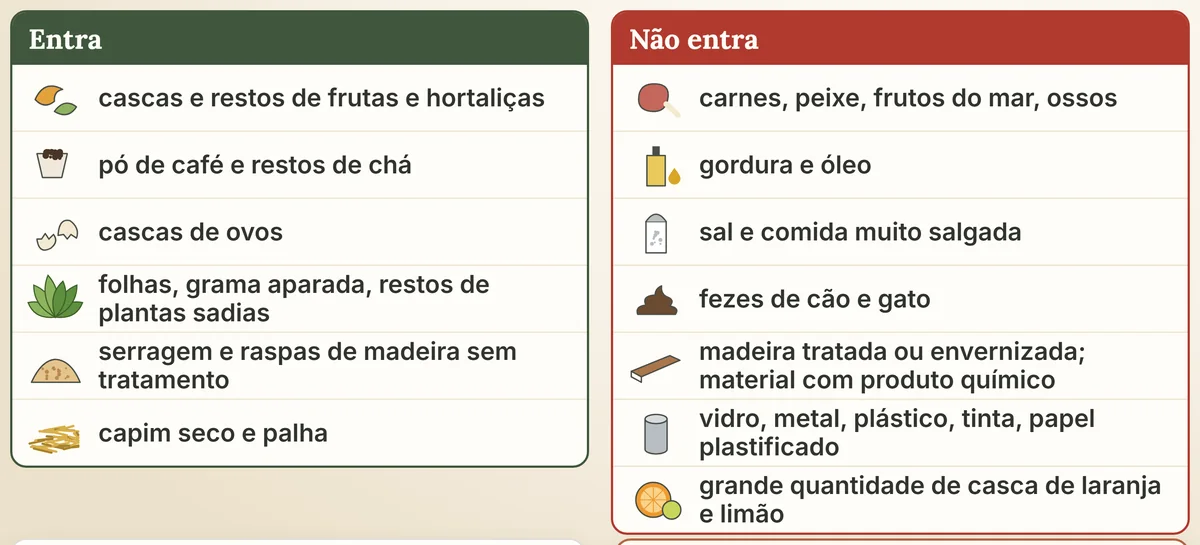 Entra
cascas e restos de frutas e hortaliças
pó de café e restos de chá
cascas de ovos
folhas, grama aparada, restos de
plantas sadias
serragem e raspas de madeira sem
tratamento
capim seco e palha
Não entra
carnes, peixe, frutos do mar, ossos
gordura e óleo
sal e comida muito salgada
fezes de cão e gato
madeira tratada ou envernizada;
material com produto químico
vidro, metal, plástico, tinta, papel
plastificado
grande quantidade de casca de laranja
e limão